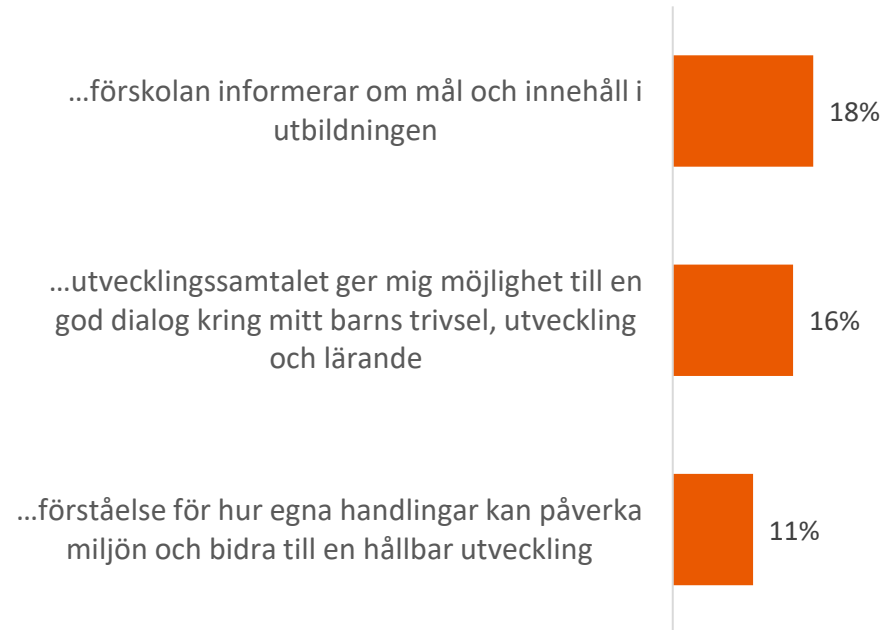 …förskolan informerar om mål och innehåll i
utbildningen
18%
…utvecklingssamtalet ger mig möjlighet till en
god dialog kring mitt barns trivsel, utveckling
och lärande
16%
…förståelse för hur egna handlingar kan påverka
miljön och bidra till en hållbar utveckling
11%